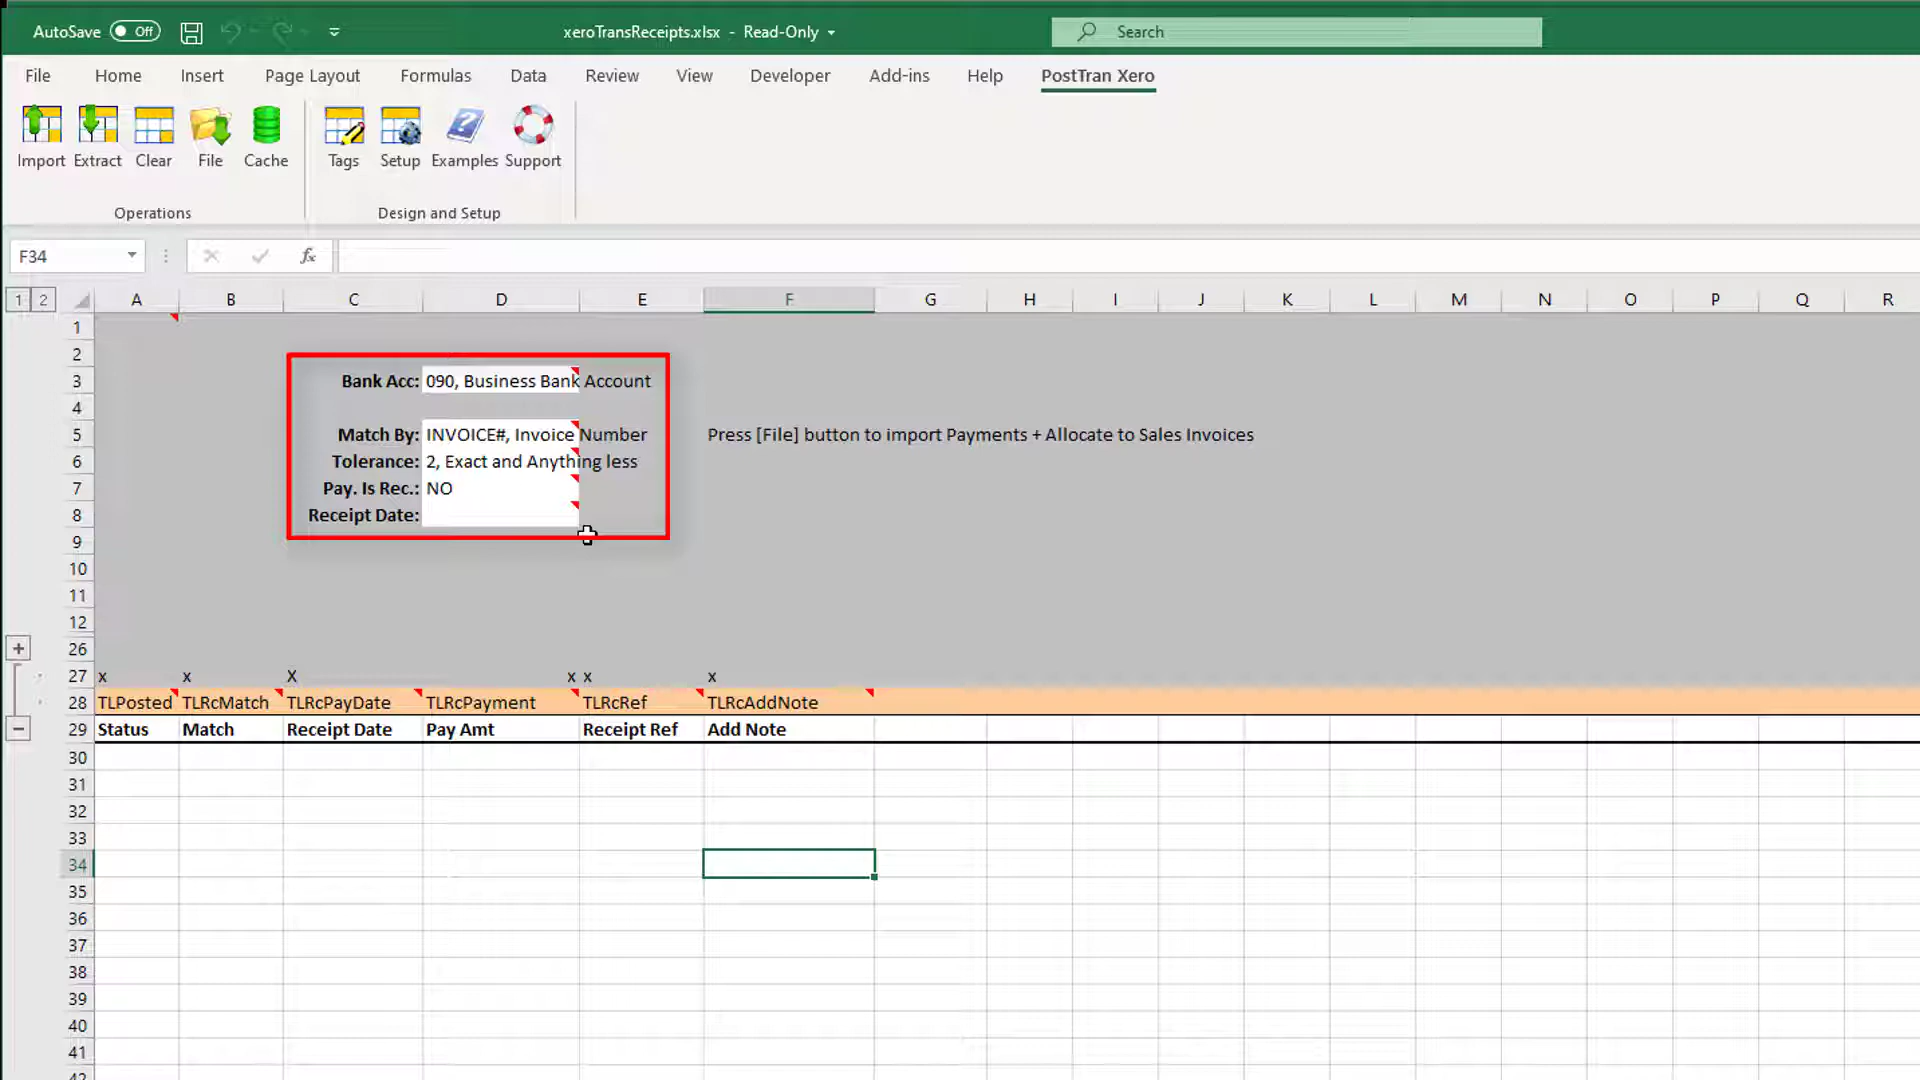 AutoSave Off xeroTransReceipts.xlsx - Read-Only Search
File Home Insert Page Layout Formulas Data Review View Developer Add-ins Help PostTran Xero
Import Extract Clear File Cache Tags Setup Examples Support
Operations Design and Setup
F34 fx
1 2 A B C D E F G H I J K L M N O P Q R
1
2
3 Bank Acc: 090, Business Bank Account
4
5 Match By: INVOICE#, Invoice Number Press [File] button to import Payments + Allocate to Sales Invoices
6 Tolerance: 2, Exact and Anything less
7 Pay. Is Rec.: NO
8 Receipt Date:
9
10
11
12
26
27 x x X x x x
28 TLPosted TLRcMatch TLRcPayDate TLRcPayment TLRcRef TLRcAddNote
29 Status Match Receipt Date Pay Amt Receipt Ref Add Note
30
31
32
33
34
35
36
37
38
39
40
41
42